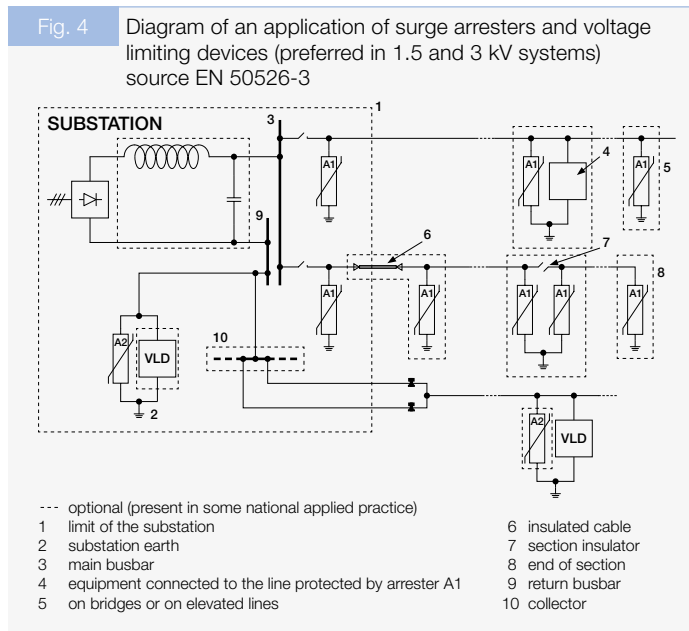 Fig. 4
Diagram of an application of surge arresters and voltage
limiting devices (preferred in 1.5 and 3 kV systems)
source EN 50526-3
1
SUBSTATION
3
A1
A1
4
A1
5
9
6
7
A1
A1
A1
A1
A1
8
10
A2
VLD
2
A2
VLD
--- optional (present in some national applied practice)
1 limit of the substation
2 substation earth
3 main busbar
4 equipment connected to the line protected by arrester A1
5 on bridges or on elevated lines
6 insulated cable
7 section insulator
8 end of section
9 return busbar
10 collector